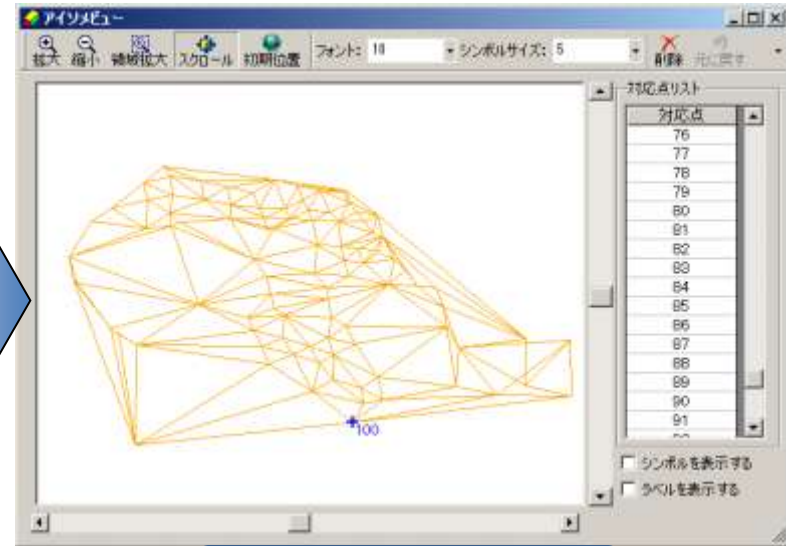 アイソメビュー
拡大 縮小 領域拡大 スクロール 初期位置 フォント: 10 シンボルサイズ: 5 削除 元に戻す
対応点リスト
対応点
76
77
78
79
80
81
82
83
84
85
86
87
88
89
90
91
100
シンボルを表示する
ラベルを表示する